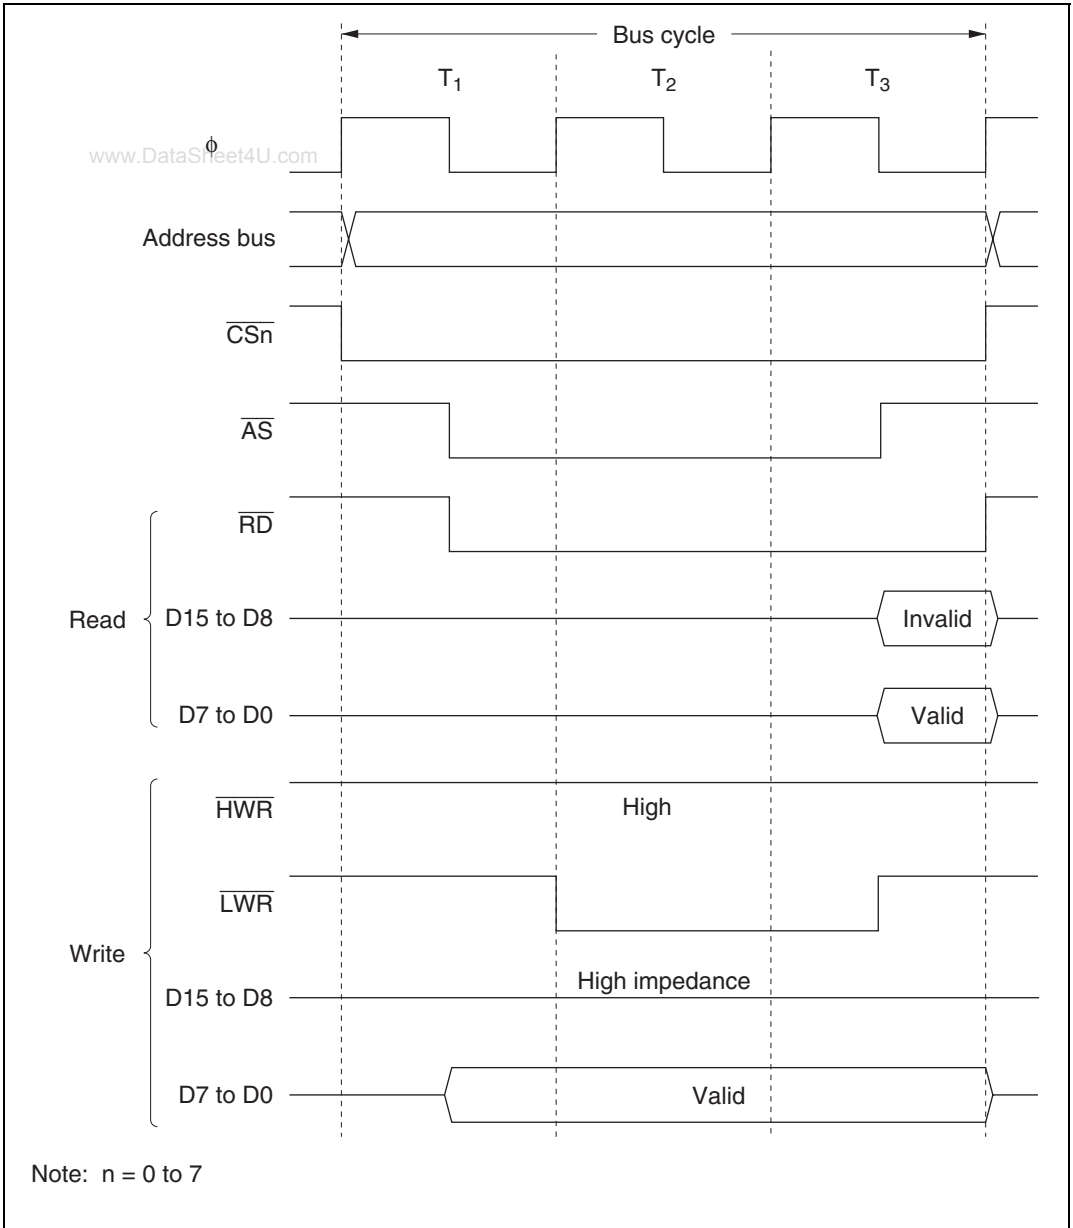 Bus cycle
T1 T2 T3
φ
www.DataSheet4U.com
Address bus
CSn
AS
RD
Read
D15 to D8 Invalid
D7 to D0 Valid
HWR High
LWR
Write
D15 to D8 High impedance
D7 to D0 Valid
Note: n = 0 to 7